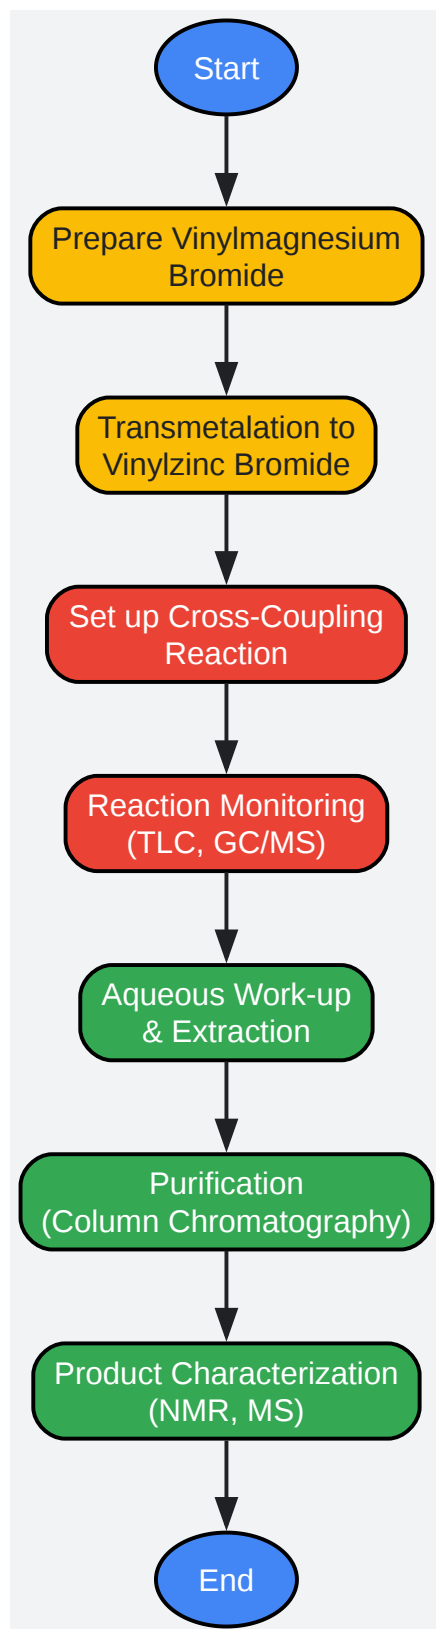 Start
Prepare Vinylmagnesium
Bromide
Transmetalation to
Vinylzinc Bromide
Set up Cross-Coupling
Reaction
Reaction Monitoring
(TLC, GC/MS)
Aqueous Work-up
& Extraction
Purification
(Column Chromatography)
Product Characterization
(NMR, MS)
End